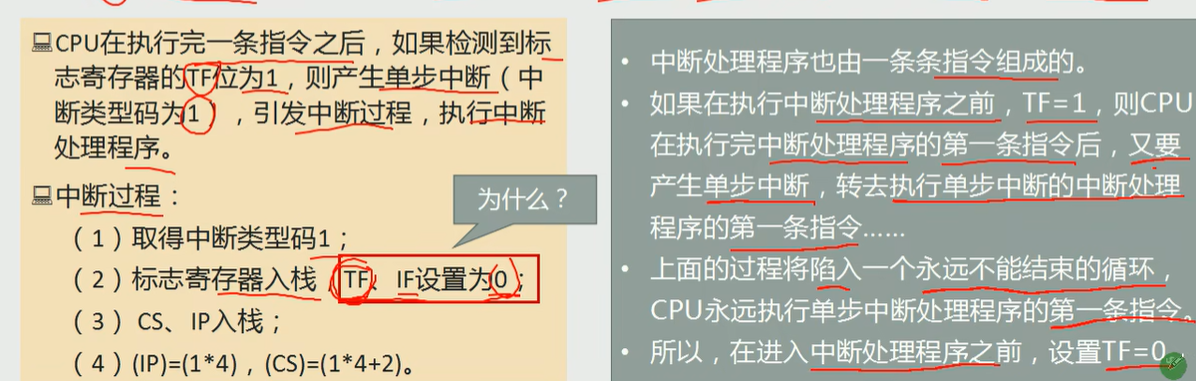 CPU在执行完一条指令之后，如果检测到标
志寄存器的TF位为1，则产生单步中断（中
断类型码为1），引发中断过程，执行中断
处理程序。
中断过程：
（1）取得中断类型码1；
（2）标志寄存器入栈，TF、IF设置为0；
（3） CS、IP入栈；
（4）(IP)=(1*4)，(CS)=(1*4+2)。
为什么？
• 中断处理程序也由一条条指令组成的。
• 如果在执行中断处理程序之前，TF=1，则CPU
在执行完中断处理程序的第一条指令后，又要
产生单步中断，转去执行单步中断的中断处理
程序的第一条指令……
• 上面的过程将陷入一个永远不能结束的循环，
CPU永远执行单步中断处理程序的第一条指令。
• 所以，在进入中断处理程序之前，设置TF=0，